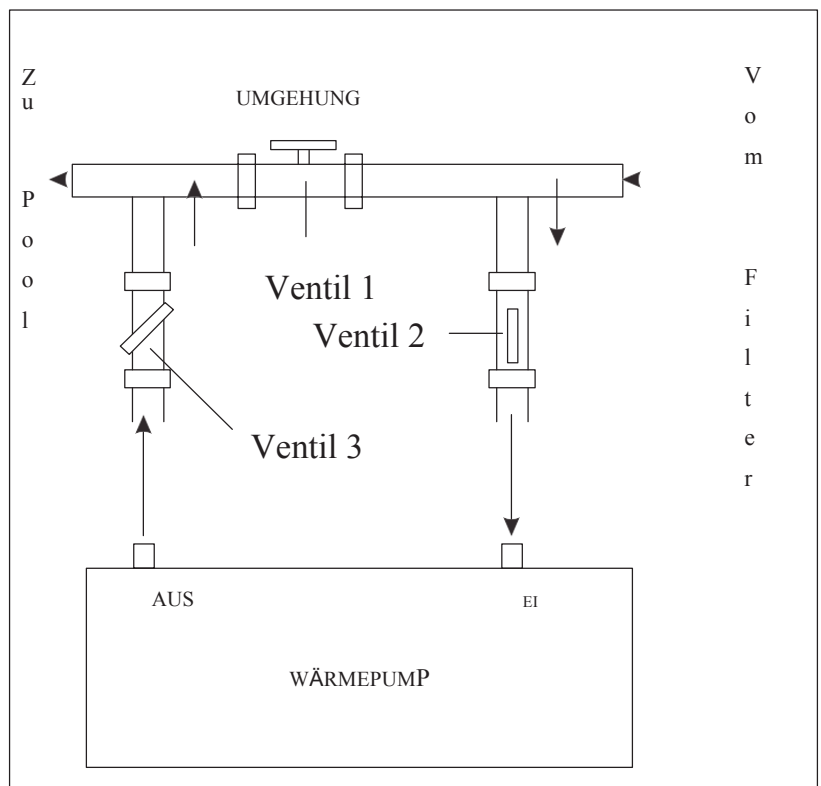 Zu Pool
UMGEHUNG
Vom Filter
Ventil 1
Ventil 2
Ventil 3
AUS
EI
WÄRMEPUMP